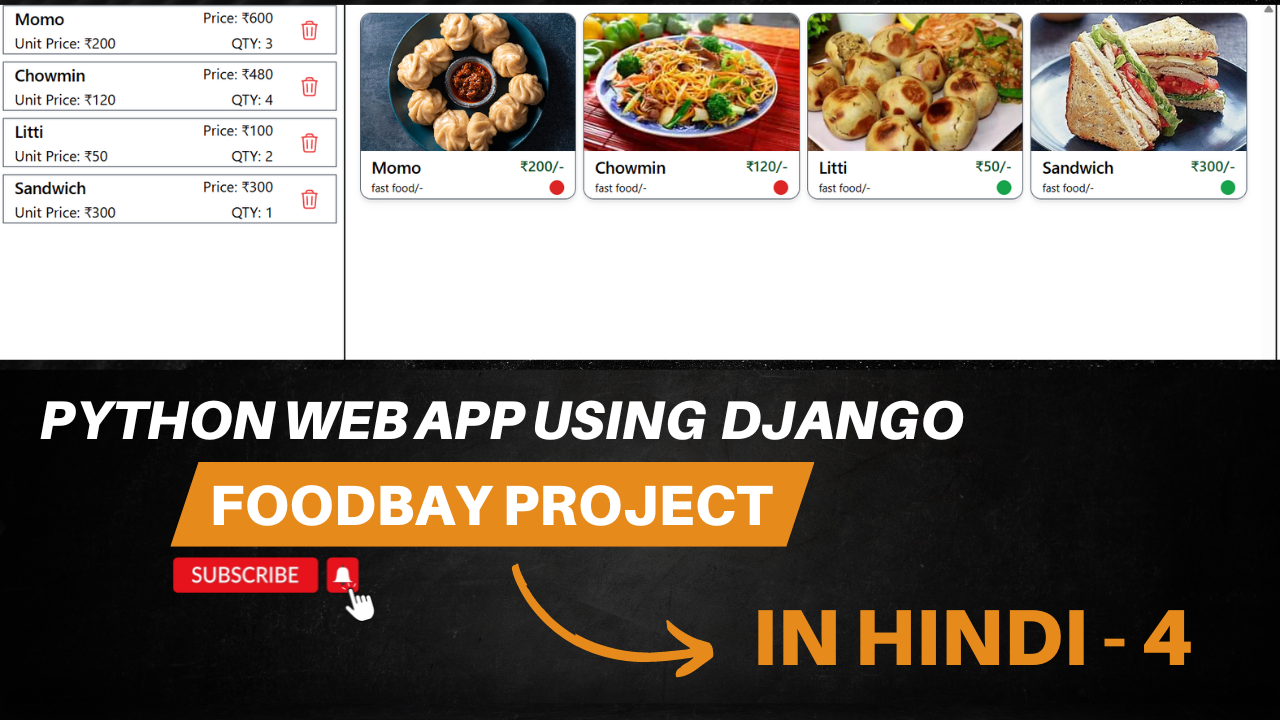 Momo Price: ₹600
Unit Price: ₹200 QTY: 3
Chowmin Price: ₹480
Unit Price: ₹120 QTY: 4
Litti Price: ₹100
Unit Price: ₹50 QTY: 2
Sandwich Price: ₹300
Unit Price: ₹300 QTY: 1
Momo ₹200/-
fast food/-
Chowmin ₹120/-
fast food/-
Litti ₹50/-
fast food/-
Sandwich ₹300/-
fast food/-
PYTHON WEB APP USING DJANGO
FOODBAY PROJECT
SUBSCRIBE
IN HINDI - 4